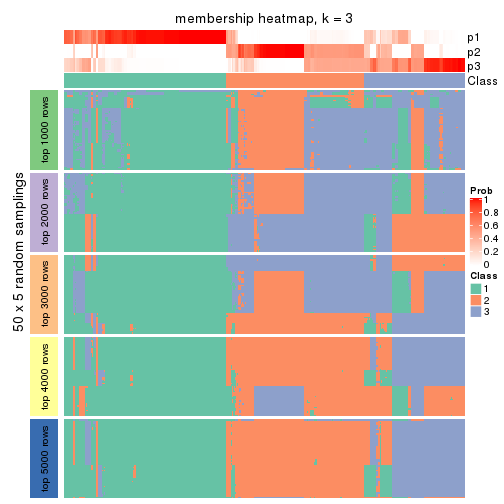 membership heatmap, k = 3
p1
p2
p3
Class
50 x 5 random samplings
top 1000 rows
top 2000 rows
top 3000 rows
top 4000 rows
top 5000 rows
Prob
1
0.8
0.6
0.4
0.2
0
Class
1
2
3